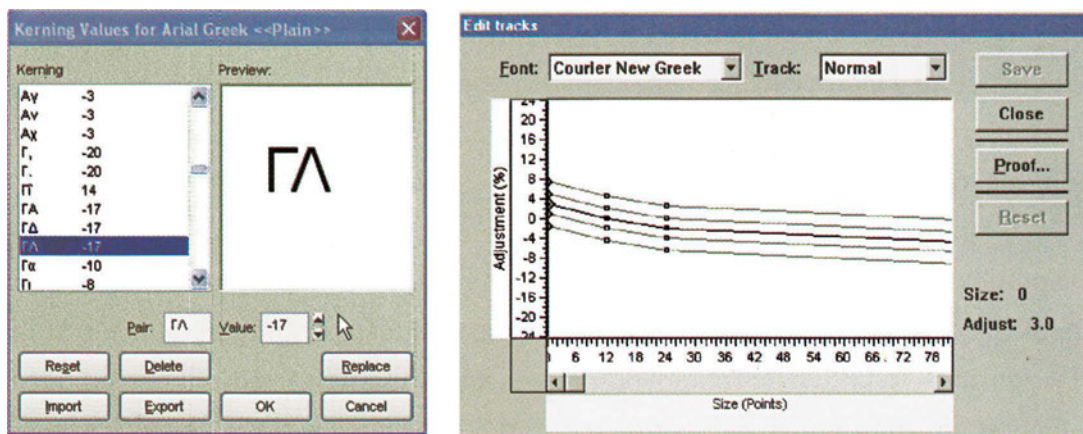 Kerning Values for Arial Greek <<Plain>>
Kerning
Preview:
Αγ -3
Αν -3
Αχ -3
Γ, -20
Γ. -20
ΓΑ -17
ΓΔ -17
ΓΛ -17
Γα -10
-8
ΓΛ
Pair: ΓΛ Value: -17
Reset Delete Replace
Import Export OK Cancel
Edit tracks
Font: Courier New Greek Track: Normal
Save
Close
Proof...
Reset
Size: 0
Adjust: 3.0
Adjustment (%)
24
20
16
12
8
4
0
-4
-8
-12
-16
-20
-24
6 12 18 24 30 36 42 48 54 60 66 72 78
Size (Points)